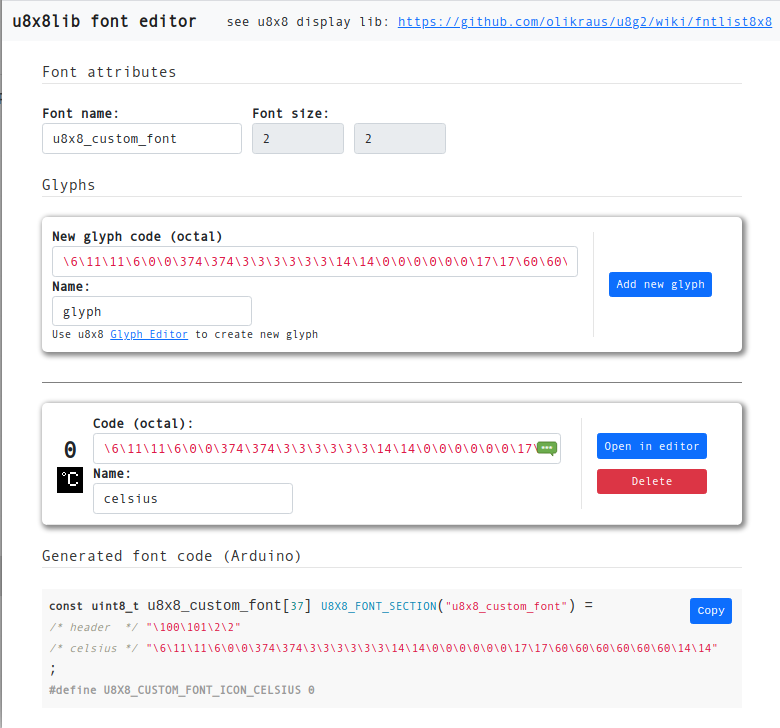 u8x8lib font editor see u8x8 display lib: https://github.com/olikraus/u8g2/wiki/fntlist8x8
Font attributes
Font name: Font size:
u8x8_custom_font 2 2
Glyphs
New glyph code (octal)
\6\11\11\6\0\0\374\374\3\3\3\3\3\3\14\14\0\0\0\0\0\0\17\17\60\60\
Add new glyph
Name:
glyph
Use u8x8 Glyph Editor to create new glyph
Code (octal):
0 \6\11\11\6\0\0\374\374\3\3\3\3\3\3\14\14\0\0\0\0\0\0\17\ Open in editor
°C Name:
Delete
celsius
Generated font code (Arduino)
const uint8_t u8x8_custom_font[37] U8X8_FONT_SECTION("u8x8_custom_font") = Copy
/* header  */ "\100\101\2\2"
/* celsius */ "\6\11\11\6\0\0\374\374\3\3\3\3\3\3\14\14\0\0\0\0\0\0\17\17\60\60\60\60\60\60\14\14"
;
#define U8X8_CUSTOM_FONT_ICON_CELSIUS 0